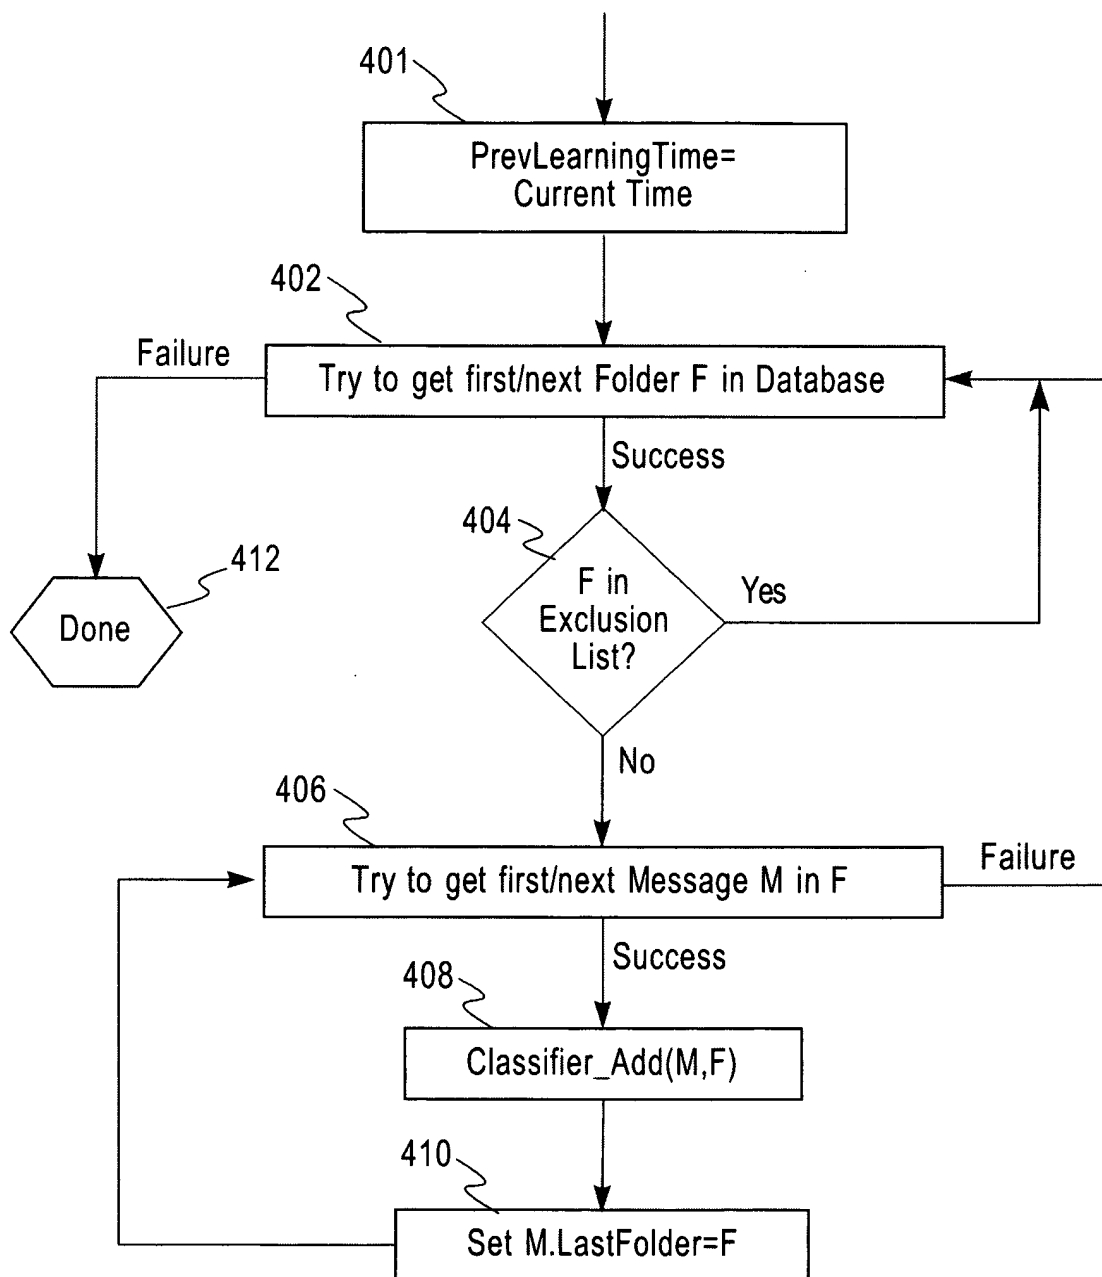 401
PrevLearningTime=
Current Time
402
Failure
Try to get first/next Folder F in Database
Success
404
412
F in
Exclusion
List?
Yes
Done
No
406
Failure
Try to get first/next Message M in F
Success
408
Classifier_Add(M,F)
410
Set M.LastFolder=F